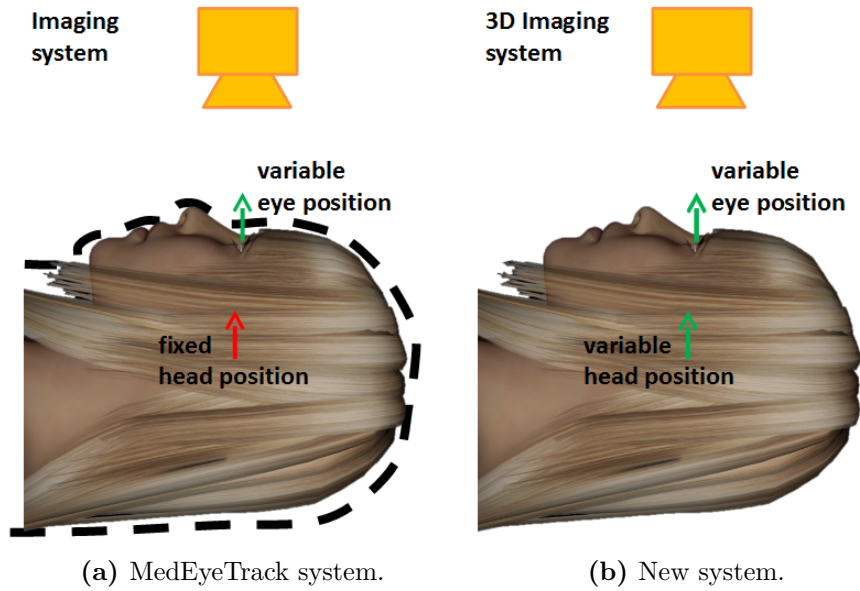 Imaging
system
variable
eye position
fixed
head position
(a) MedEyeTrack system.
3D Imaging
system
variable
eye position
variable
head position
(b) New system.